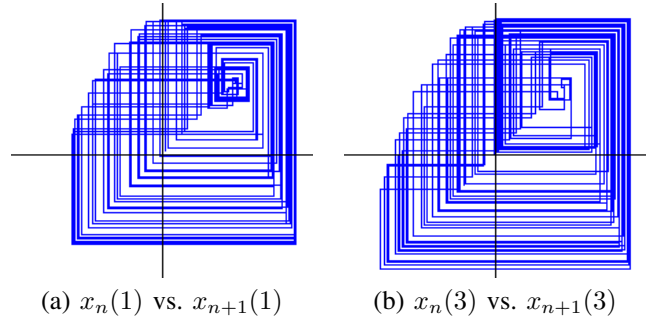 (a) $x_n(1)$ vs. $x_{n+1}(1)$
(b) $x_n(3)$ vs. $x_{n+1}(3)$